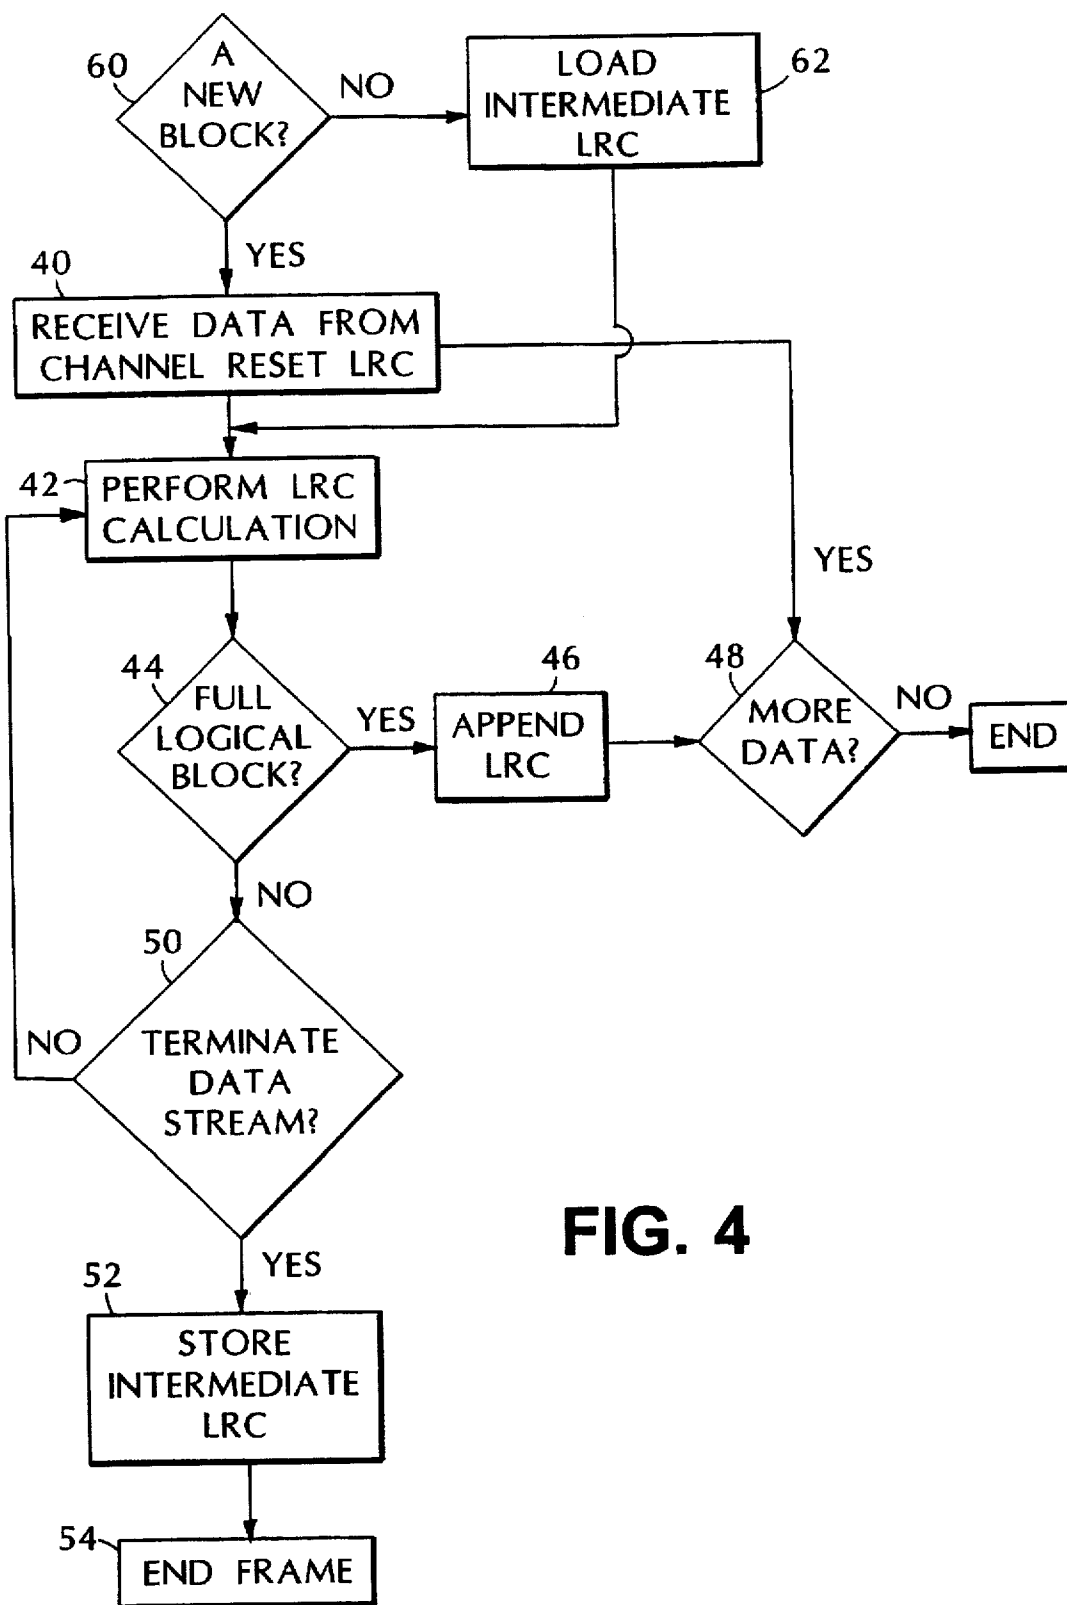 60
A
NEW
BLOCK?
NO
LOAD
INTERMEDIATE
LRC
62
YES
40
RECEIVE DATA FROM
CHANNEL RESET LRC
42
PERFORM LRC
CALCULATION
YES
44
FULL
LOGICAL
BLOCK?
YES
46
APPEND
LRC
48
MORE
DATA?
NO
END
NO
50
TERMINATE
DATA
STREAM?
NO
YES
FIG. 4
52
STORE
INTERMEDIATE
LRC
54
END FRAME